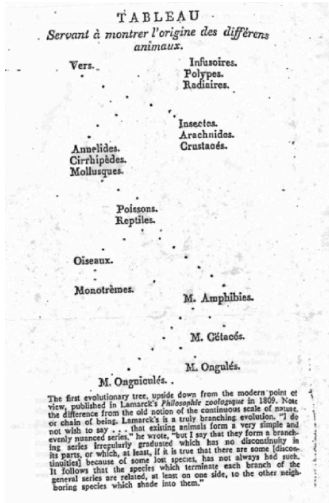 TABLEAU
Servant à montrer l'origine des différens
animaux.
Vers.
Infusoires.
Polypes.
Radiaires.
Insectes.
Arachnides.
Crustacés.
Annelides.
Cirrhipèdes.
Mollusques.
Poissons.
Reptiles.
Oiseaux.
Monotrèmes.
M. Amphibies.
M. Cétacés.
M. Ongulés.
M. Onguiculés.
The first evolutionary tree, upside down from the modern point of
view, published in Lamarck's Philosophie zoologique in 1809. Note
the difference from the old notion of the continuous scale of nature,
or chain of being. Lamarck's is a truly branching evolution. "I do
not wish to say . . . that existing animals form a very simple and
evenly nuanced series," he wrote, "but I say that they form a branch-
ing series irregularly graduated which has no discontinuity in
its parts, or which, at least, if it is true that there are some [discon-
tinuities] because of some lost species, has not always had such.
It follows that the species which terminate each branch of the
general series are related, at least on one side, to the other neigh-
boring species which shade into them."